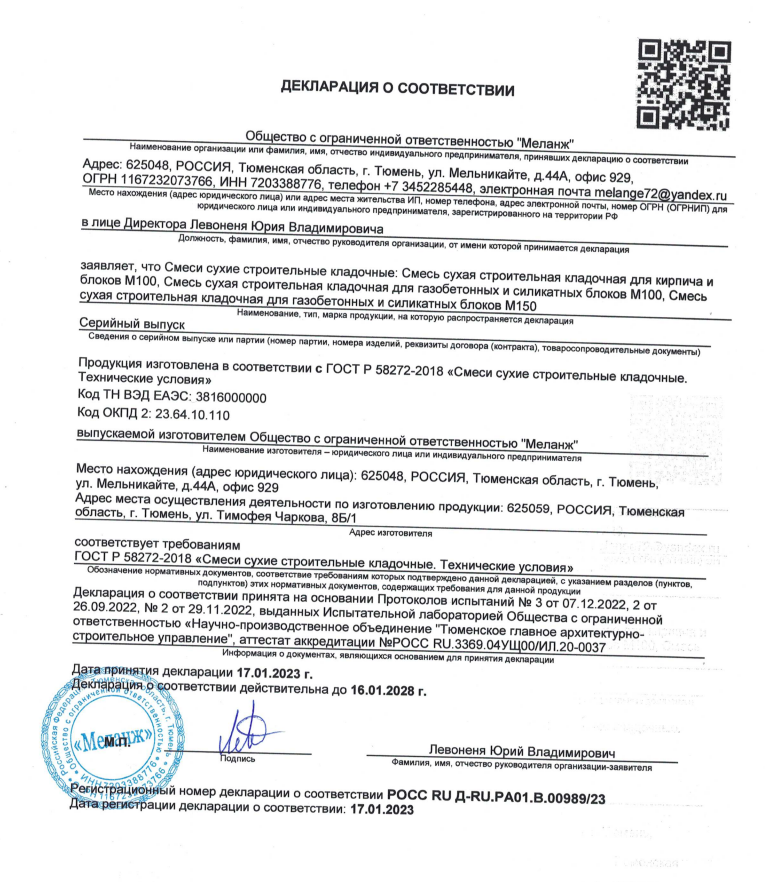 ДЕКЛАРАЦИЯ О СООТВЕТСТВИИ
Общество с ограниченной ответственностью "Меланж"
Наименование организации или фамилия, имя, отчество индивидуального предпринимателя, принявших декларацию о соответствии
Адрес: 625048, РОССИЯ, Тюменская область, г. Тюмень, ул. Мельникайте, д.44А, офис 929,
ОГРН 1167232073766, ИНН 7203388776, телефон +7 3452285448, электронная почта melange72@yandex.ru
Место нахождения (адрес юридического лица) или адрес места жительства ИП, номер телефона, адрес электронной почты, номер ОГРН (ОГРНИП) для
юридического лица или индивидуального предпринимателя, зарегистрированного на территории РФ
в лице Директора Левоненя Юрия Владимировича
Должность, фамилия, имя, отчество руководителя организации, от имени которой принимается декларация
заявляет, что Смеси сухие строительные кладочные: Смесь сухая строительная кладочная для кирпича и
блоков М100, Смесь сухая строительная кладочная для газобетонных и силикатных блоков М100, Смесь
сухая строительная кладочная для газобетонных и силикатных блоков М150
Наименование, тип, марка продукции, на которую распространяется декларация
Серийный выпуск
Сведения о серийном выпуске или партии (номер партии, номера изделий, реквизиты договора (контракта), товаросопроводительные документы)
Продукция изготовлена в соответствии с ГОСТ Р 58272-2018 «Смеси сухие строительные кладочные.
Технические условия»
Код ТН ВЭД ЕАЭС: 3816000000
Код ОКПД 2: 23.64.10.110
выпускаемой изготовителем Общество с ограниченной ответственностью "Меланж"
Наименование изготовителя – юридического лица или индивидуального предпринимателя
Место нахождения (адрес юридического лица): 625048, РОССИЯ, Тюменская область, г. Тюмень,
ул. Мельникайте, д.44А, офис 929
Адрес места осуществления деятельности по изготовлению продукции: 625059, РОССИЯ, Тюменская
область, г. Тюмень, ул. Тимофея Чаркова, 8Б/1
Адрес изготовителя
соответствует требованиям
ГОСТ Р 58272-2018 «Смеси сухие строительные кладочные. Технические условия»
Обозначение нормативных документов, соответствие требованиям которых подтверждено данной декларацией, с указанием разделов (пунктов,
подпунктов) этих нормативных документов, содержащих требования для данной продукции
Декларация о соответствии принята на основании Протоколов испытаний № 3 от 07.12.2022, 2 от
26.09.2022, № 2 от 29.11.2022, выданных Испытательной лабораторией Общества с ограниченной
ответственностью «Научно-производственное объединение "Тюменское главное архитектурно-
строительное управление", аттестат аккредитации №РОСС RU.3369.04УЩ00/ИЛ.20-0037
Информация о документах, являющихся основанием для принятия декларации
Дата принятия декларации 17.01.2023 г.
Декларация о соответствии действительна до 16.01.2028 г.
Российская Федерация, Тюменская область, г. Тюмень
Общество с ограниченной ответственностью
«Меланж»
ИНН 7203388776
ОГРН 1167232073766
М.П.
Подпись
Левоненя Юрий Владимирович
Фамилия, имя, отчество руководителя организации-заявителя
Регистрационный номер декларации о соответствии РОСС RU Д-RU.РА01.В.00989/23
Дата регистрации декларации о соответствии: 17.01.2023